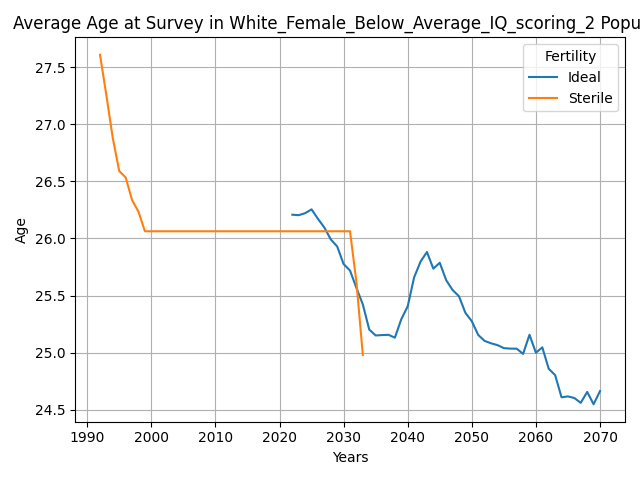 Average Age at Survey in White_Female_Below_Average_IQ_scoring_2 Popu
Fertility
Ideal
Sterile
27.5
27.0
26.5
26.0
25.5
25.0
24.5
Age
1990 2000 2010 2020 2030 2040 2050 2060 2070
Years